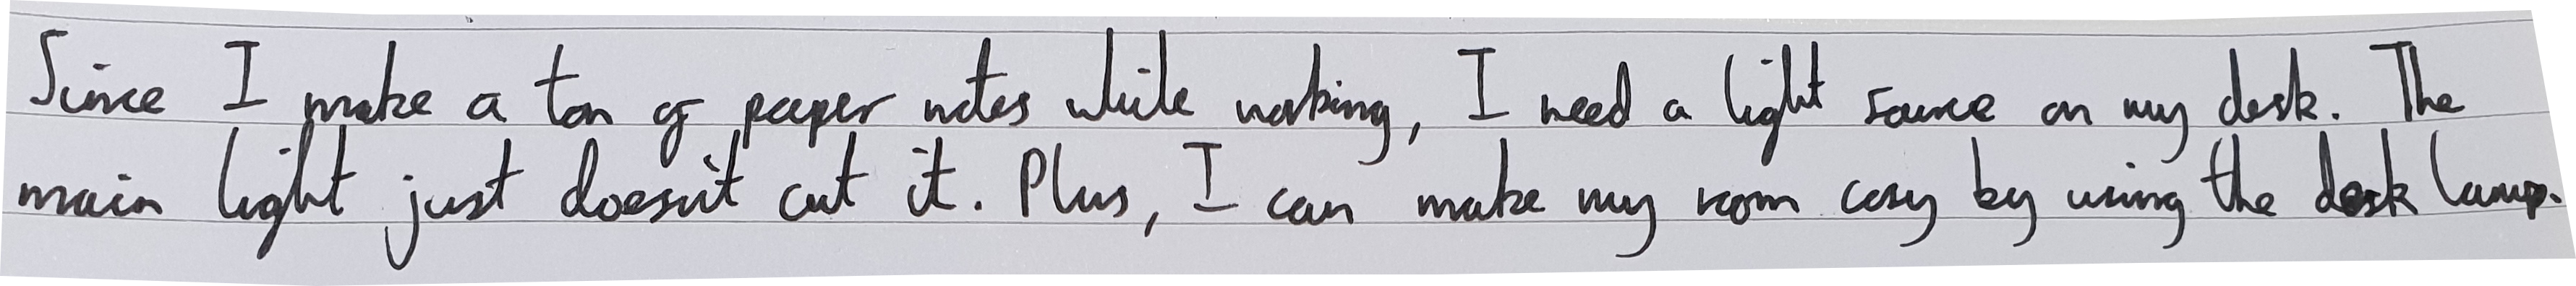 Since I make a ton of paper notes while working, I need a light source on my desk. The
main light just doesn't cut it. Plus, I can make my room cosy by using the desk lamp.